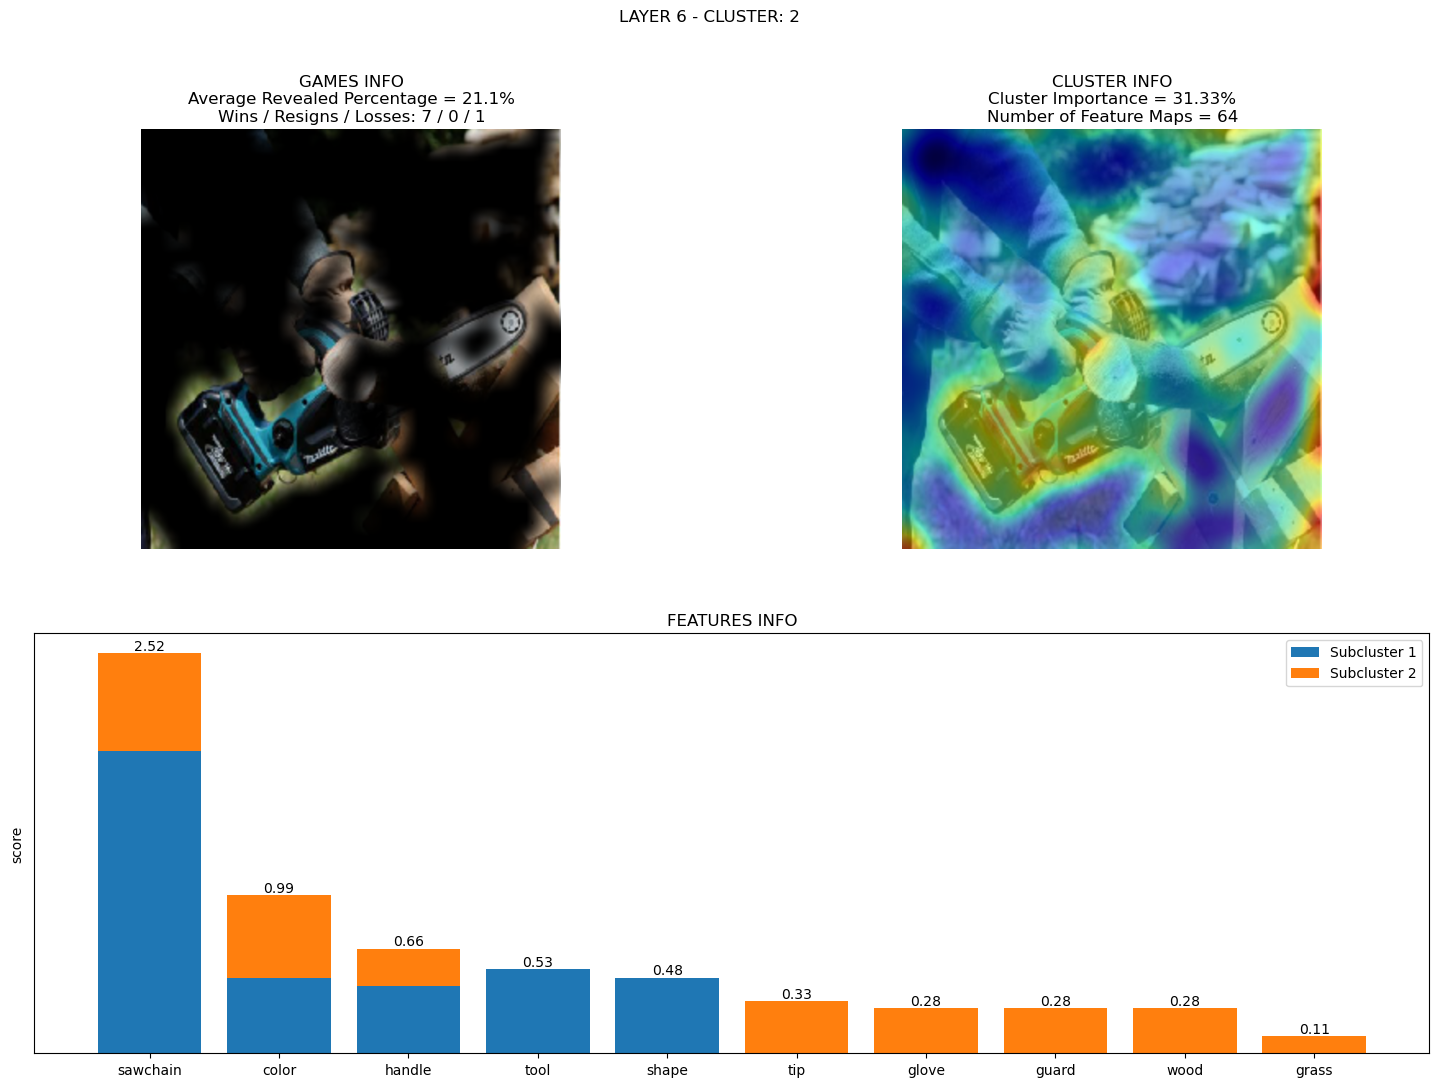 LAYER 6 - CLUSTER: 2
GAMES INFO
Average Revealed Percentage = 21.1%
Wins / Resigns / Losses: 7 / 0 / 1
CLUSTER INFO
Cluster Importance = 31.33%
Number of Feature Maps = 64
makita
FEATURES INFO
Subcluster 1
Subcluster 2
score
2.52
0.99
0.66
0.53
0.48
0.33
0.28
0.28
0.28
0.11
sawchain
color
handle
tool
shape
tip
glove
guard
wood
grass